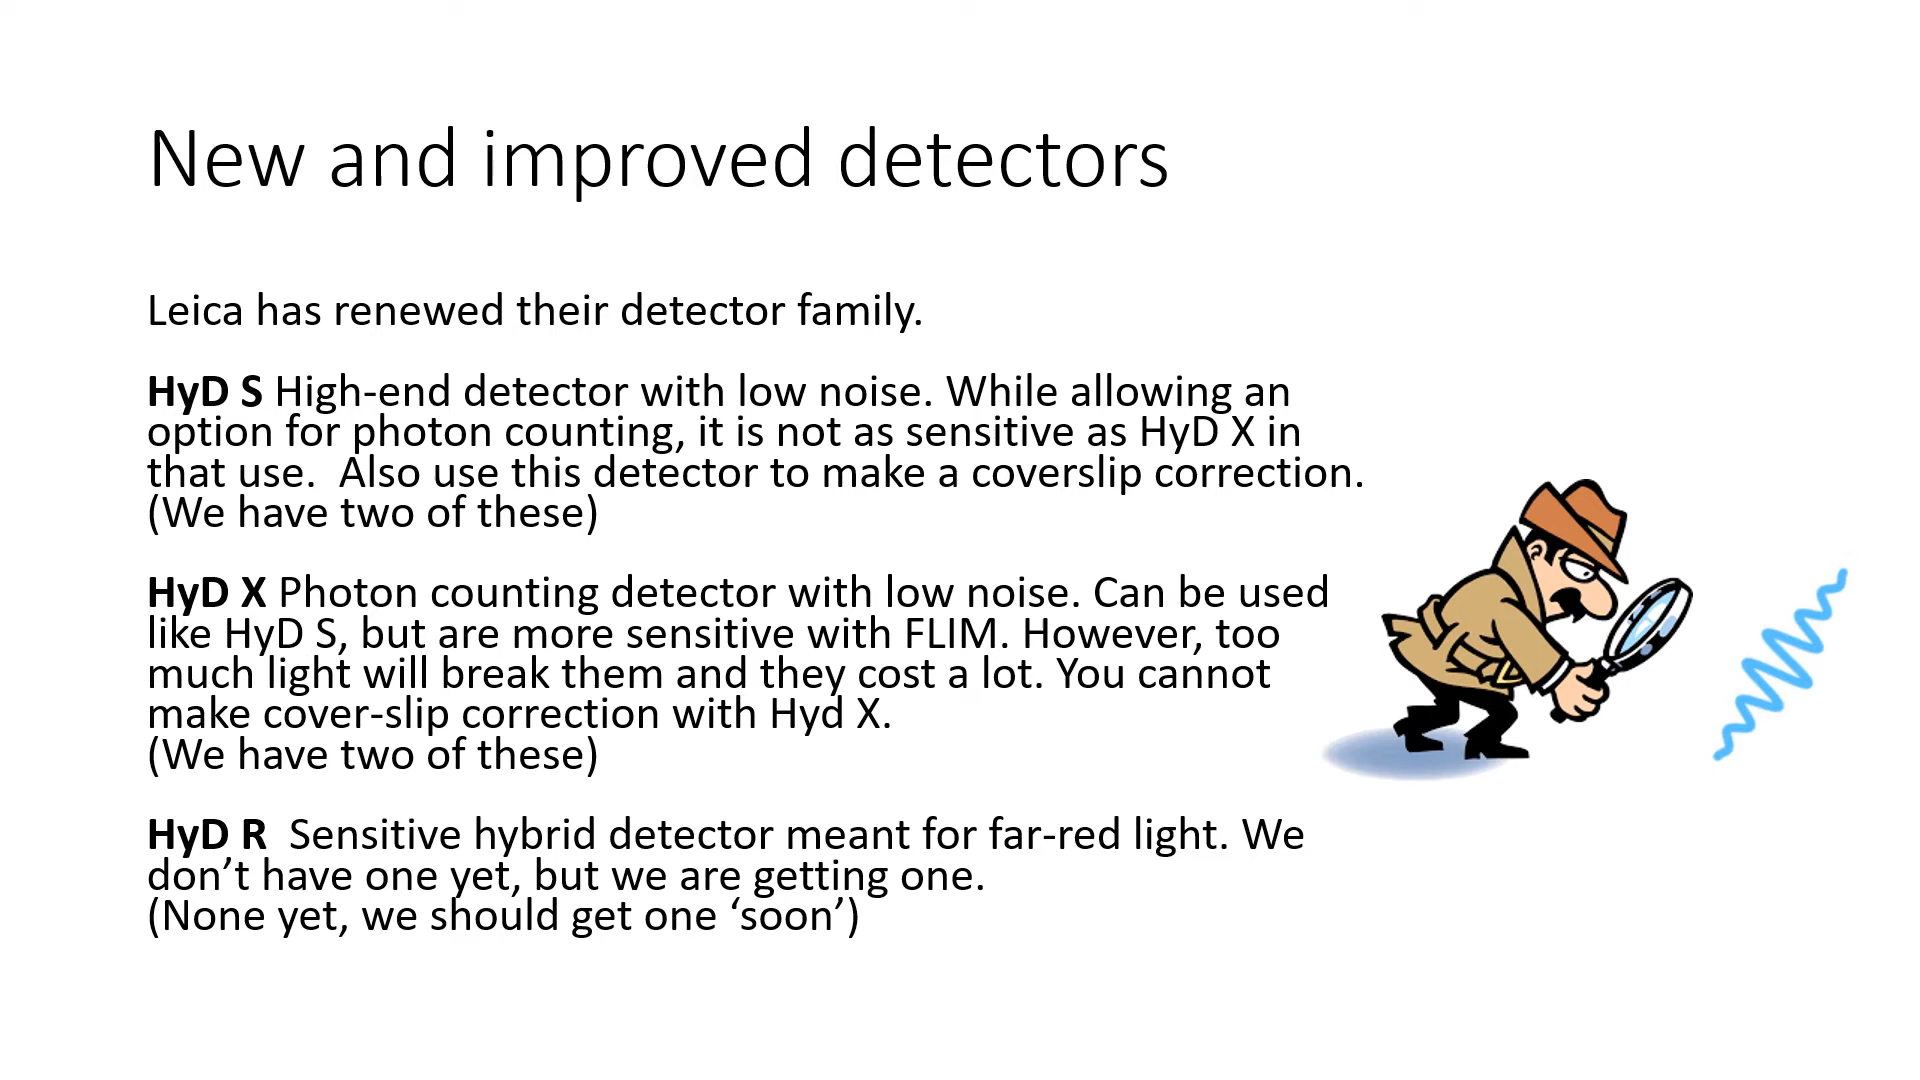 New and improved detectors
Leica has renewed their detector family.
HyD S High-end detector with low noise. While allowing an
option for photon counting, it is not as sensitive as HyD X in
that use.  Also use this detector to make a coverslip correction.
(We have two of these)
HyD X Photon counting detector with low noise. Can be used
like HyD S, but are more sensitive with FLIM. However, too
much light will break them and they cost a lot. You cannot
make cover-slip correction with Hyd X.
(We have two of these)
HyD R  Sensitive hybrid detector meant for far-red light. We
don’t have one yet, but we are getting one.
(None yet, we should get one ‘soon’)